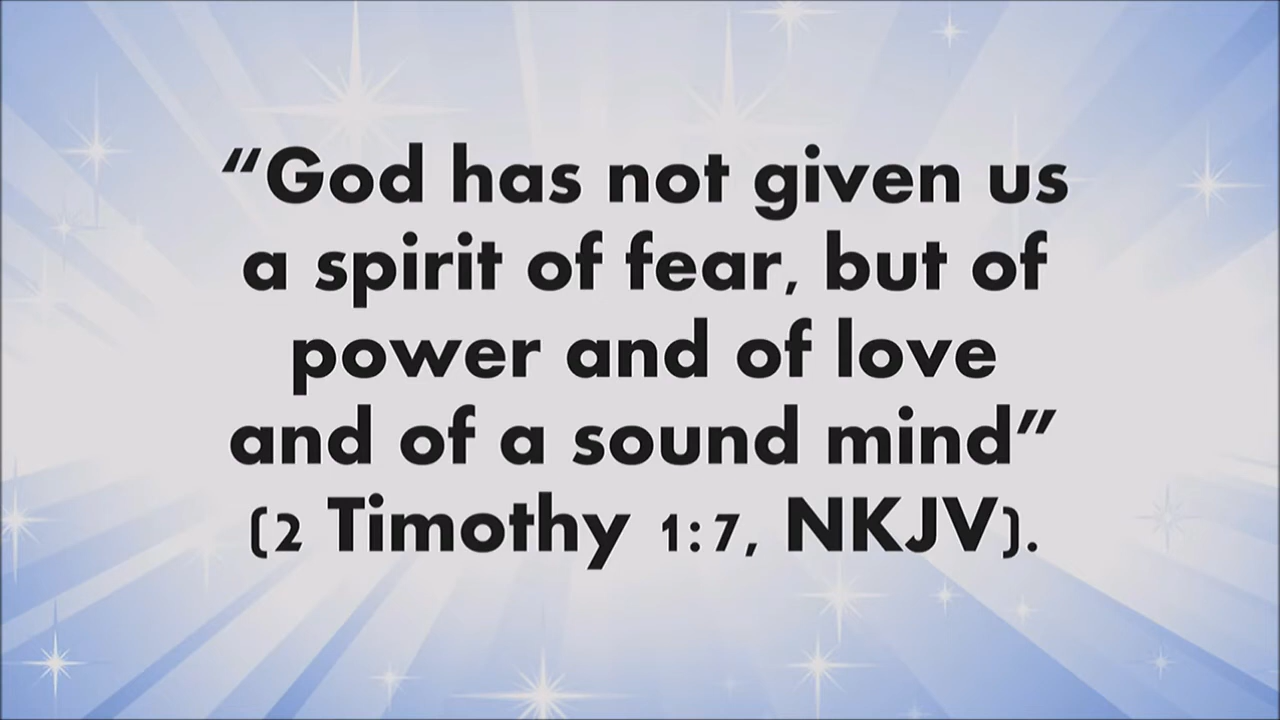 “God has not given us
a spirit of fear, but of
power and of love
and of a sound mind”
(2 Timothy 1:7, NKJV).